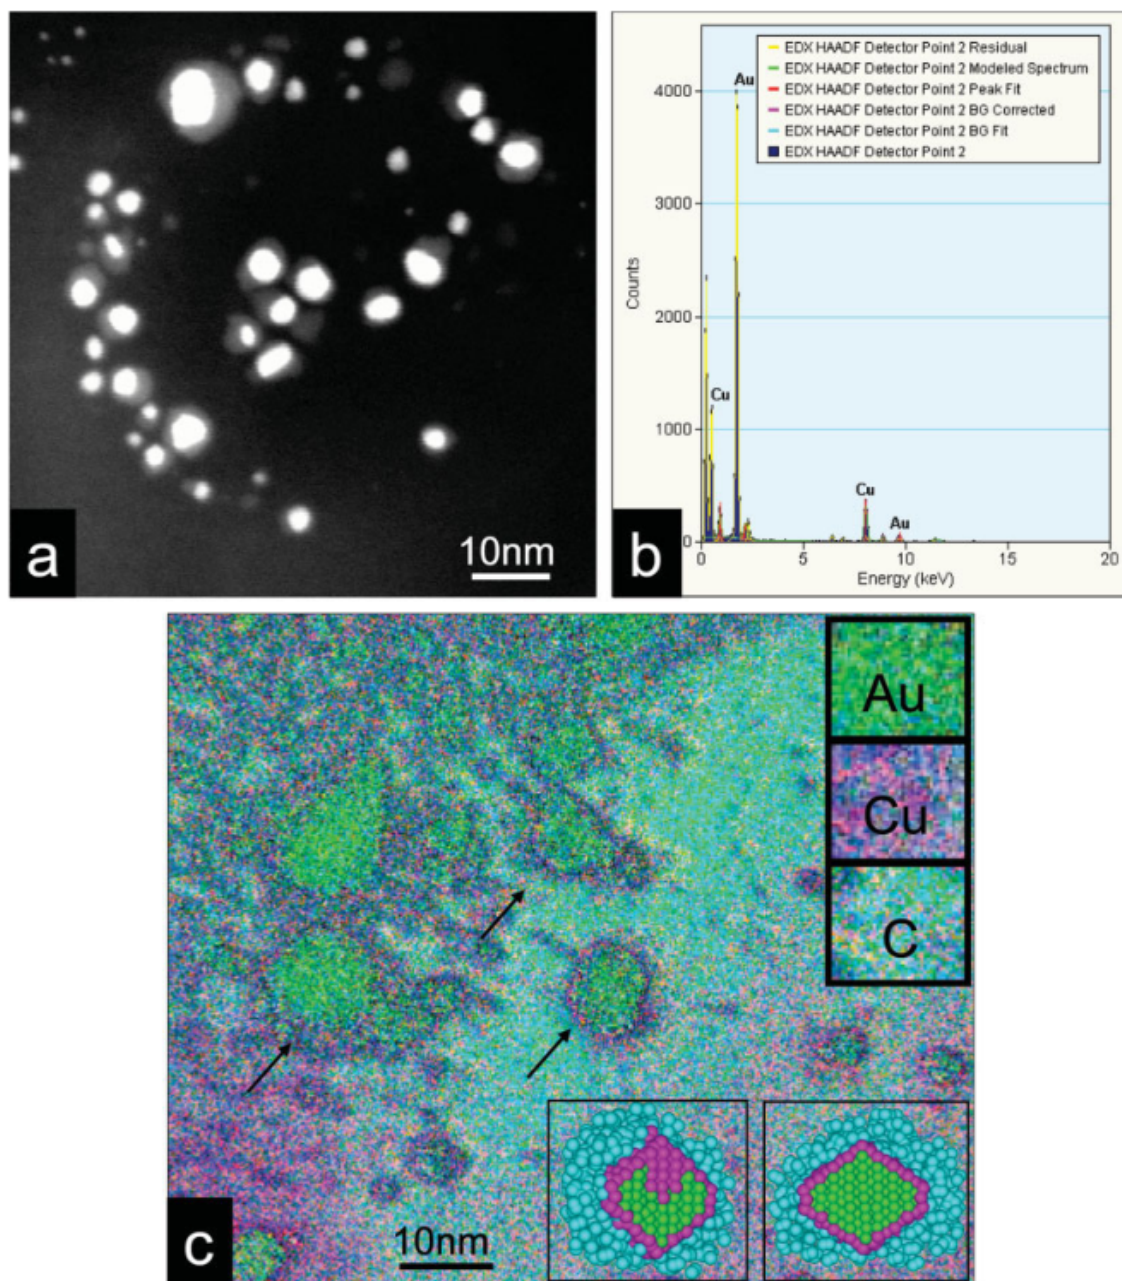 a
10nm
EDX HAADF Detector Point 2 Residual
EDX HAADF Detector Point 2 Modeled Spectrum
EDX HAADF Detector Point 2 Peak Fit
EDX HAADF Detector Point 2 BG Corrected
EDX HAADF Detector Point 2 BG Fit
EDX HAADF Detector Point 2
Au
4000
3000
Counts
2000
Cu
1000
Cu
Au
0
0 5 10 15 20
Energy (keV)
b
Au
Cu
C
c
10nm